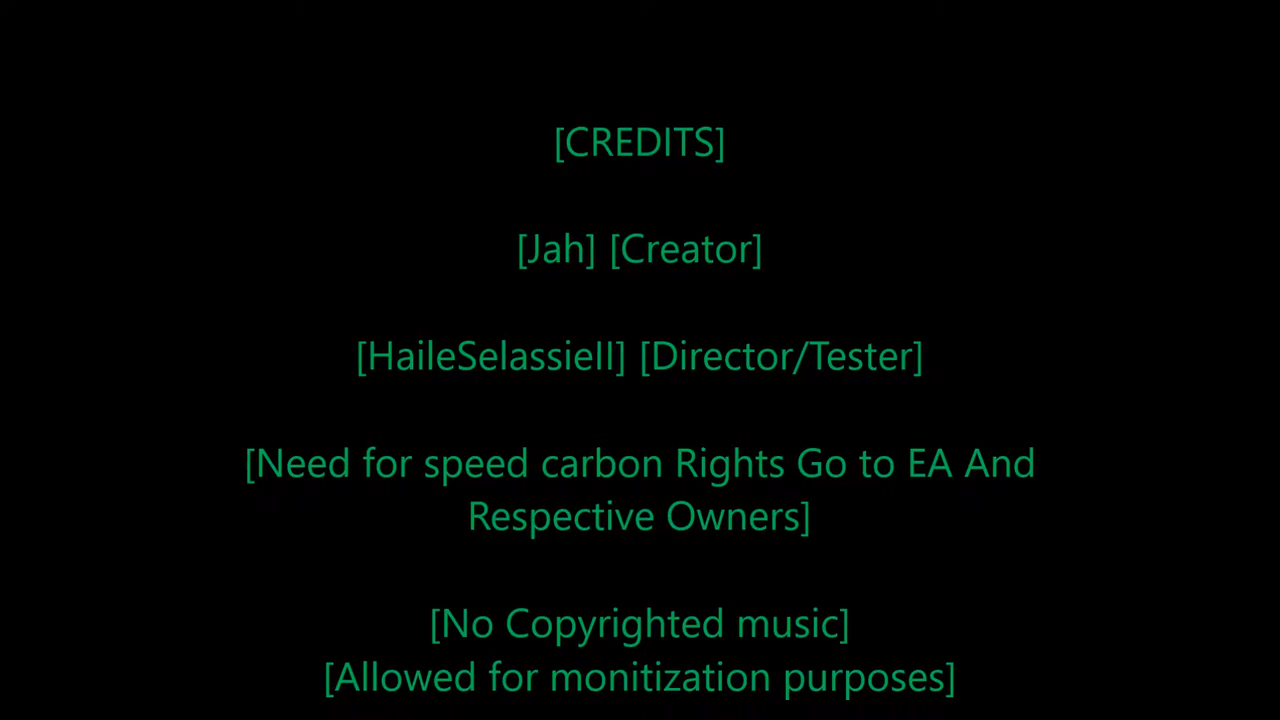 [CREDITS]
[Jah] [Creator]
[HaileSelassieII] [Director/Tester]
[Need for speed carbon Rights Go to EA And
Respective Owners]
[No Copyrighted music]
[Allowed for monitization purposes]